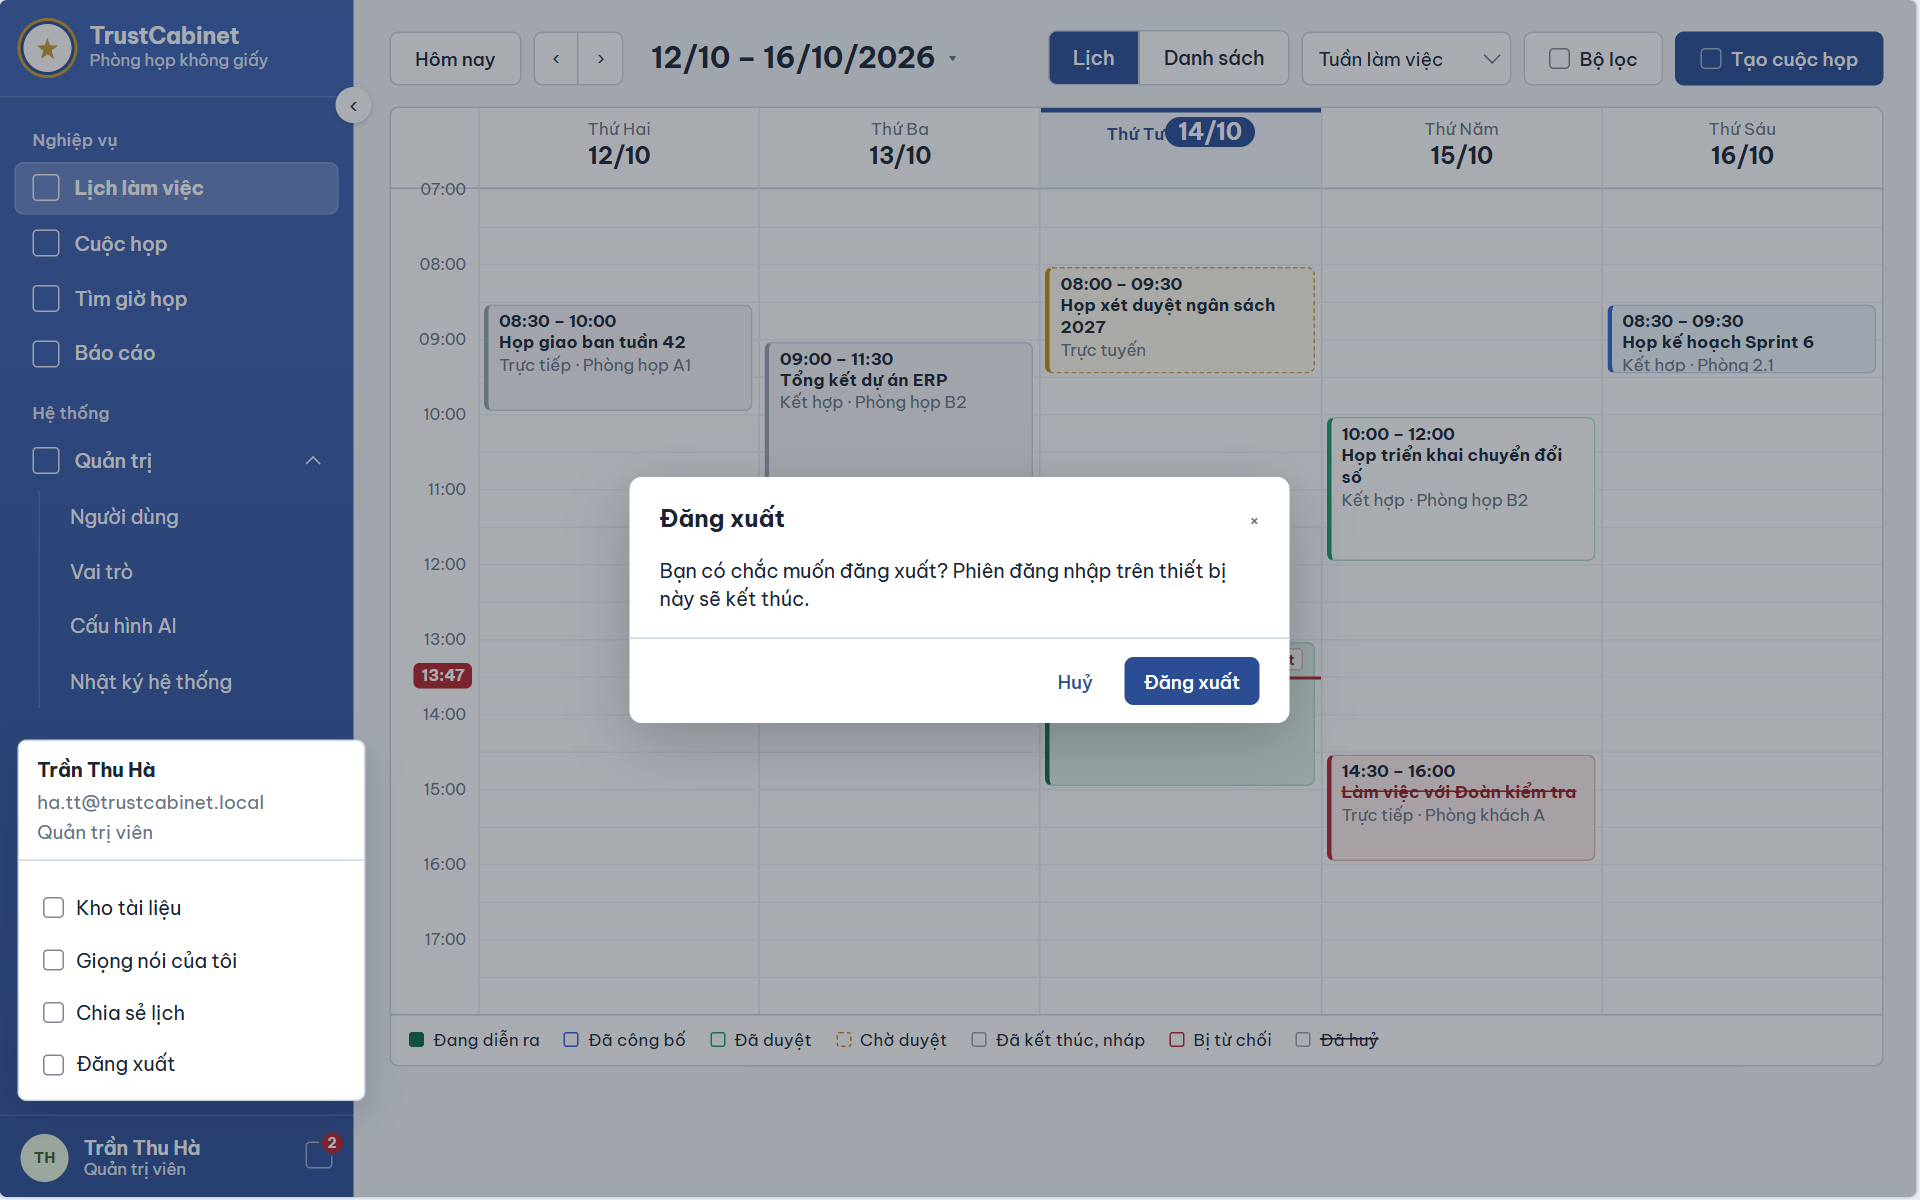 TrustCabinet
Phòng họp không giấy
Nghiệp vụ
Lịch làm việc
Cuộc họp
Tìm giờ họp
Báo cáo
Hệ thống
Quản trị
Người dùng
Vai trò
Cấu hình AI
Nhật ký hệ thống
Trần Thu Hà
ha.tt@trustcabinet.local
Quản trị viên
Kho tài liệu
Giọng nói của tôi
Chia sẻ lịch
Đăng xuất
TH
Trần Thu Hà
Quản trị viên
2
Hôm nay
12/10 – 16/10/2026
Lịch
Danh sách
Tuần làm việc
Bộ lọc
Tạo cuộc họp
Thứ Hai
12/10
Thứ Ba
13/10
Thứ Tư 14/10
Thứ Năm
15/10
Thứ Sáu
16/10
07:00
08:00
09:00
10:00
11:00
12:00
13:00
13:47
14:00
15:00
16:00
17:00
08:30 – 10:00
Họp giao ban tuần 42
Trực tiếp · Phòng họp A1
09:00 – 11:30
Tổng kết dự án ERP
Kết hợp · Phòng họp B2
08:00 – 09:30
Họp xét duyệt ngân sách
2027
Trực tuyến
10:00 – 12:00
Họp triển khai chuyển đổi
số
Kết hợp · Phòng họp B2
14:30 – 16:00
Làm việc với Đoàn kiểm tra
Trực tiếp · Phòng khách A
08:30 – 09:30
Họp kế hoạch Sprint 6
Kết hợp · Phòng 2.1
Đăng xuất
×
Bạn có chắc muốn đăng xuất? Phiên đăng nhập trên thiết bị
này sẽ kết thúc.
Huỷ
Đăng xuất
Đang diễn ra
Đã công bố
Đã duyệt
Chờ duyệt
Đã kết thúc, nháp
Bị từ chối
Đã huỷ